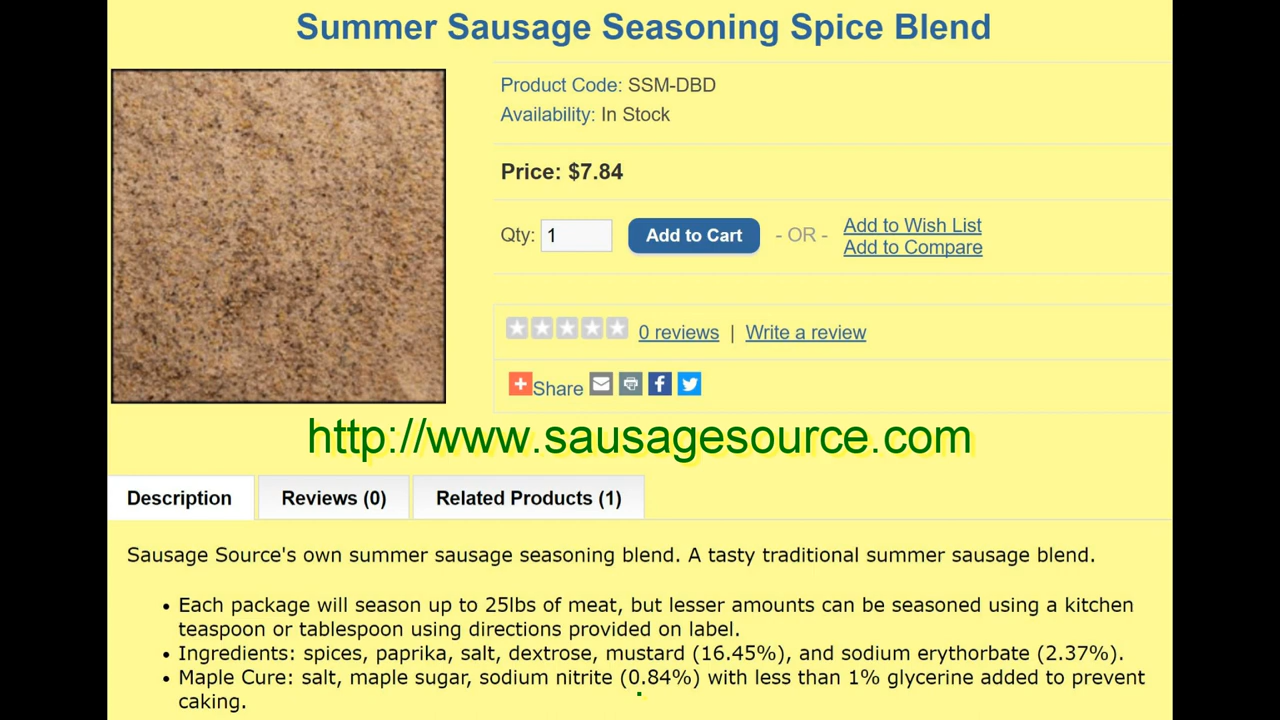 Summer Sausage Seasoning Spice Blend
Product Code: SSM-DBD
Availability: In Stock
Price: $7.84
Qty: 1 Add to Cart - OR - Add to Wish List
Add to Compare
0 reviews | Write a review
Share
http://www.sausagesource.com
Description Reviews (0) Related Products (1)
Sausage Source's own summer sausage seasoning blend. A tasty traditional summer sausage blend.
• Each package will season up to 25lbs of meat, but lesser amounts can be seasoned using a kitchen
teaspoon or tablespoon using directions provided on label.
• Ingredients: spices, paprika, salt, dextrose, mustard (16.45%), and sodium erythorbate (2.37%).
• Maple Cure: salt, maple sugar, sodium nitrite (0.84%) with less than 1% glycerine added to prevent
caking.